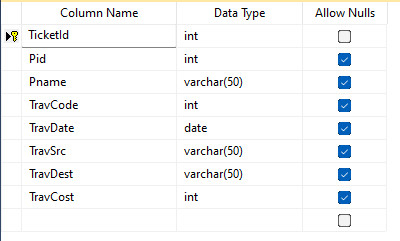 Column Name Data Type Allow Nulls
TicketId int
Pid int
Pname varchar(50)
TravCode int
TravDate date
TravSrc varchar(50)
TravDest varchar(50)
TravCost int